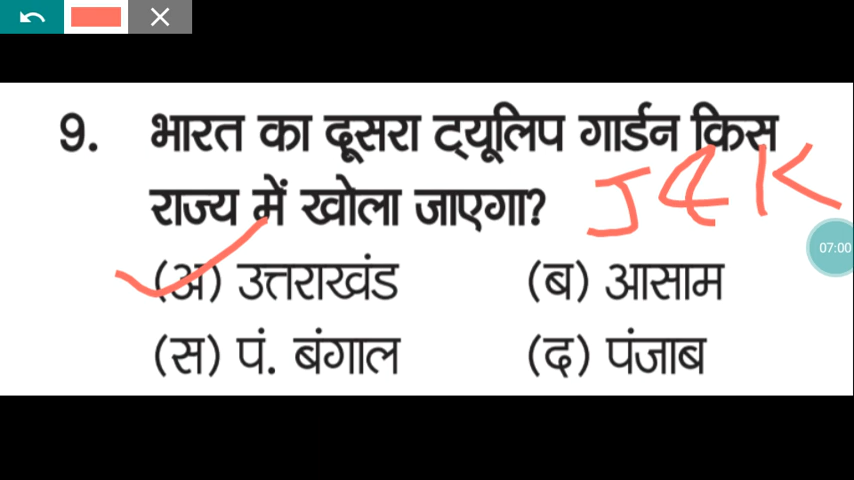 9. भारत का दूसरा ट्यूलिप गार्डन किस
राज्य में खोला जाएगा? J&K
(अ) उत्तराखंड (ब) आसाम
(स) पं. बंगाल (द) पंजाब
07:00